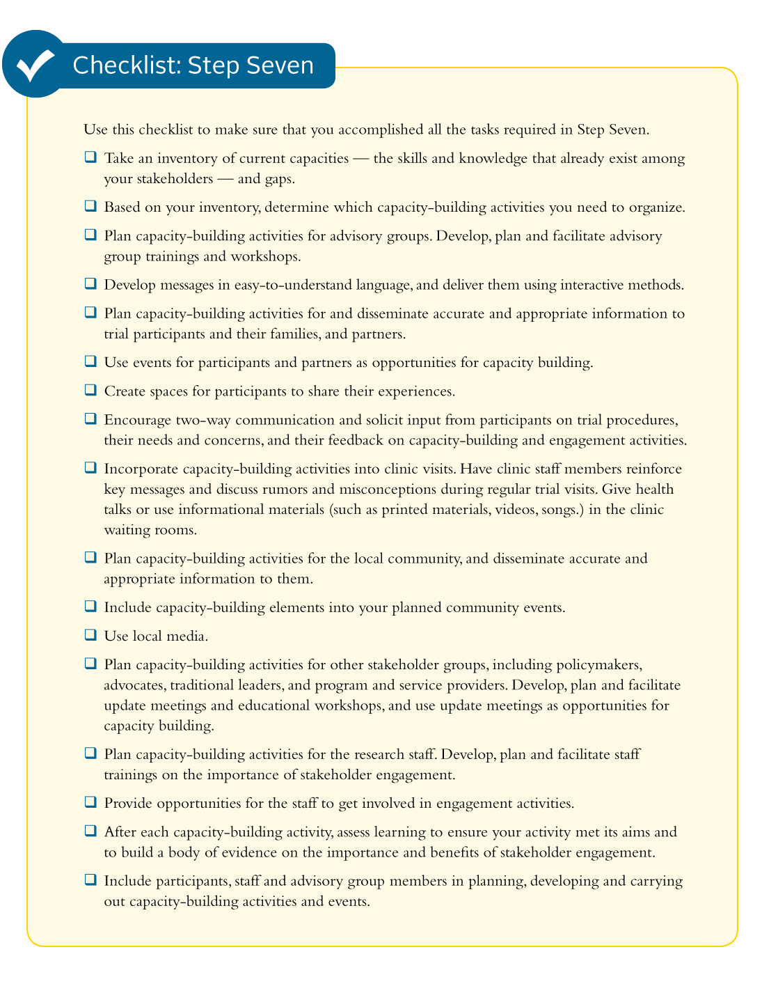 Checklist: Step Seven
Use this checklist to make sure that you accomplished all the tasks required in Step Seven.
❑ Take an inventory of current capacities — the skills and knowledge that already exist among
your stakeholders — and gaps.
❑ Based on your inventory, determine which capacity-building activities you need to organize.
❑ Plan capacity-building activities for advisory groups. Develop, plan and facilitate advisory
group trainings and workshops.
❑ Develop messages in easy-to-understand language, and deliver them using interactive methods.
❑ Plan capacity-building activities for and disseminate accurate and appropriate information to
trial participants and their families, and partners.
❑ Use events for participants and partners as opportunities for capacity building.
❑ Create spaces for participants to share their experiences.
❑ Encourage two-way communication and solicit input from participants on trial procedures,
their needs and concerns, and their feedback on capacity-building and engagement activities.
❑ Incorporate capacity-building activities into clinic visits. Have clinic staff members reinforce
key messages and discuss rumors and misconceptions during regular trial visits. Give health
talks or use informational materials (such as printed materials, videos, songs.) in the clinic
waiting rooms.
❑ Plan capacity-building activities for the local community, and disseminate accurate and
appropriate information to them.
❑ Include capacity-building elements into your planned community events.
❑ Use local media.
❑ Plan capacity-building activities for other stakeholder groups, including policymakers,
advocates, traditional leaders, and program and service providers. Develop, plan and facilitate
update meetings and educational workshops, and use update meetings as opportunities for
capacity building.
❑ Plan capacity-building activities for the research staff. Develop, plan and facilitate staff
trainings on the importance of stakeholder engagement.
❑ Provide opportunities for the staff to get involved in engagement activities.
❑ After each capacity-building activity, assess learning to ensure your activity met its aims and
to build a body of evidence on the importance and benefits of stakeholder engagement.
❑ Include participants, staff and advisory group members in planning, developing and carrying
out capacity-building activities and events.